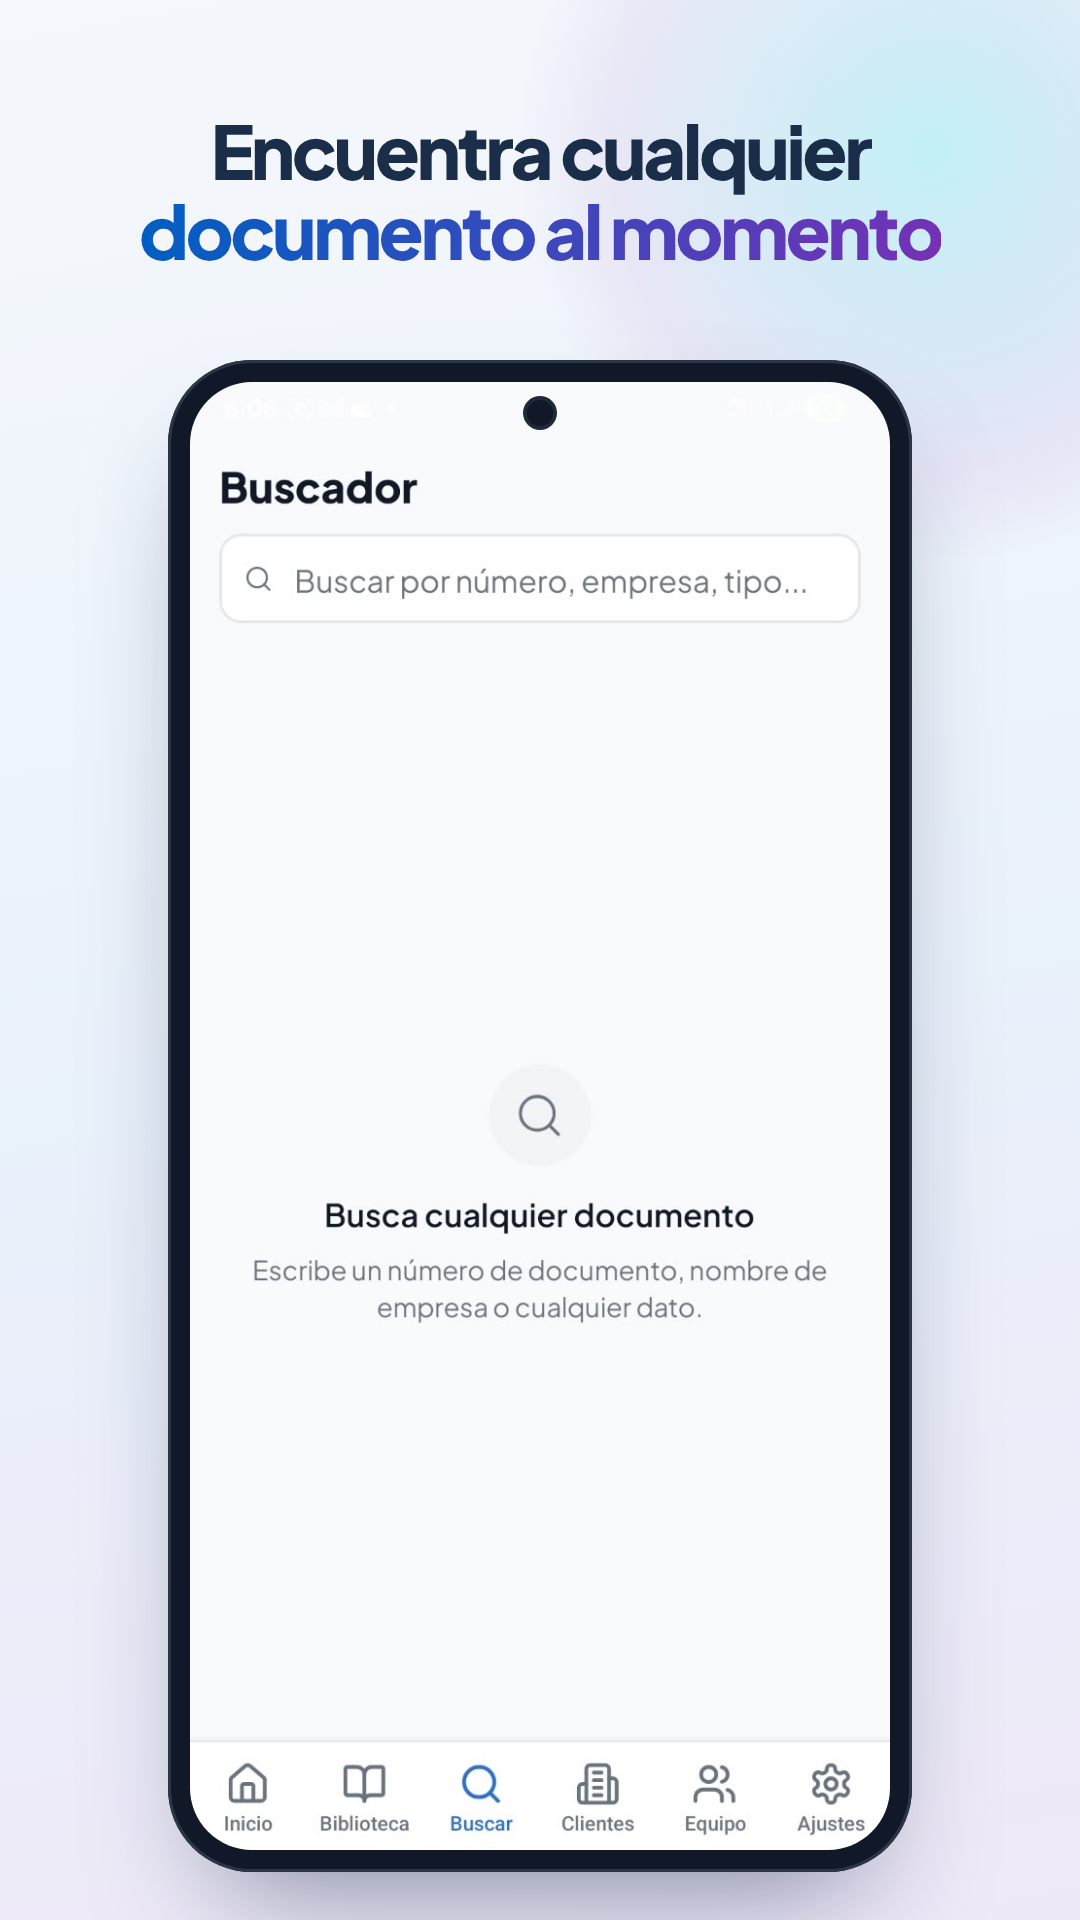 Encuentra cualquier
documento al momento
Buscador
Buscar por número, empresa, tipo...
Busca cualquier documento
Escribe un número de documento, nombre de
empresa o cualquier dato.
Inicio
Biblioteca
Buscar
Clientes
Equipo
Ajustes